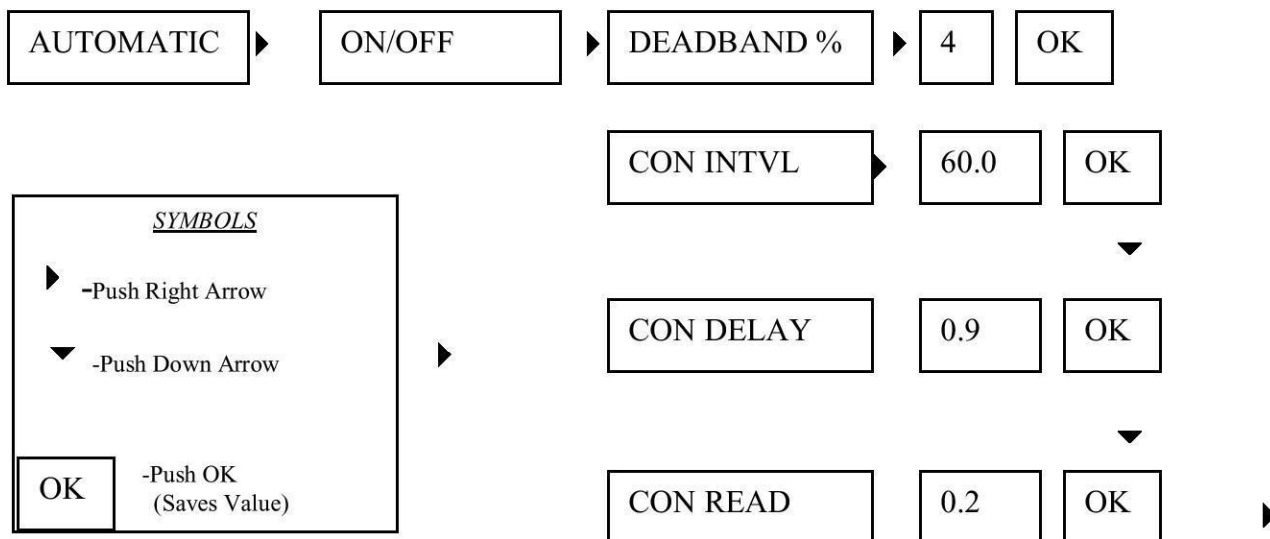 AUTOMATIC ON/OFF DEADBAND % 4 OK
CON INTVL 60.0 OK
SYMBOLS
-Push Right Arrow
CON DELAY 0.9 OK
-Push Down Arrow
OK -Push OK
(Saves Value)
CON READ 0.2 OK